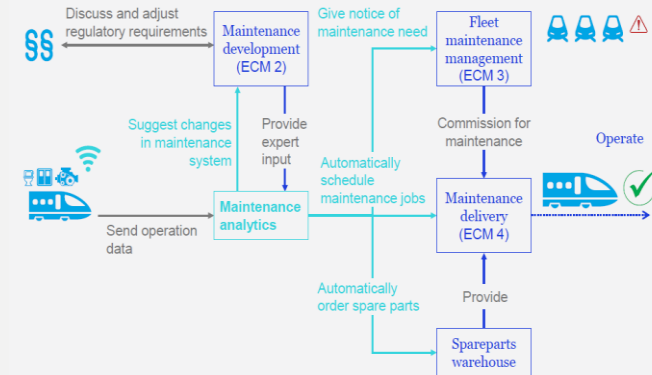 §§
Discuss and adjust
regulatory requirements
Maintenance
development
(ECM 2)
Give notice of
maintenance need
Fleet
maintenance
management
(ECM 3)
Suggest changes
in maintenance
system
Provide
expert
input
Commission for
maintenance
Operate
Automatically
schedule
maintenance jobs
Maintenance
analytics
Maintenance
delivery
(ECM 4)
Send operation
data
Automatically
order spare parts
Provide
Spareparts
warehouse